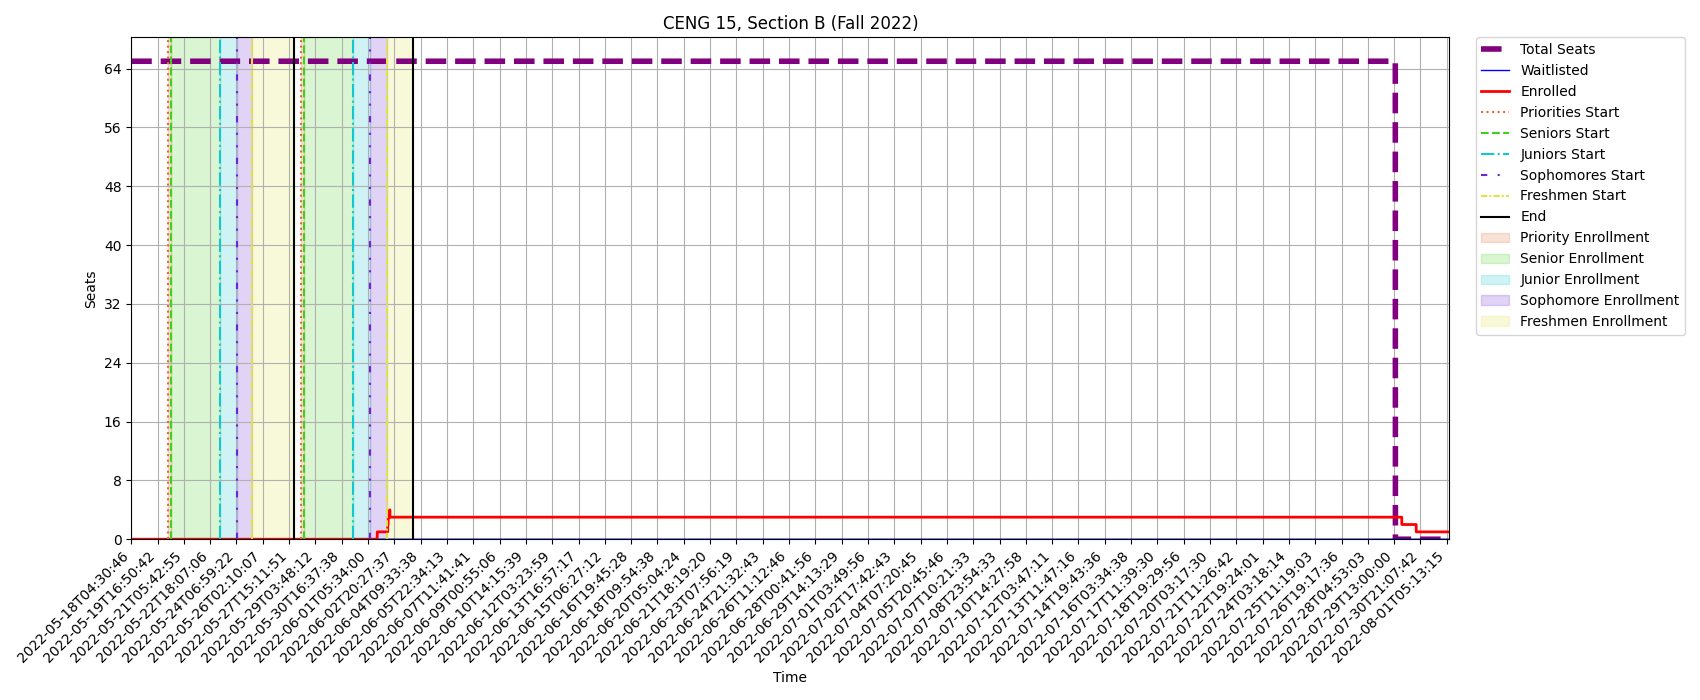 CENG 15, Section B (Fall 2022)
Seats
64
56
48
40
32
24
16
8
0
2022-05-18T04:30:46
2022-05-19T16:50:42
2022-05-21T05:42:55
2022-05-22T18:07:06
2022-05-24T06:59:22
2022-05-26T02:10:07
2022-05-27T15:11:51
2022-05-29T03:48:12
2022-05-30T16:37:38
2022-06-01T05:34:00
2022-06-02T20:27:37
2022-06-04T09:33:38
2022-06-05T22:34:13
2022-06-07T11:41:41
2022-06-09T00:55:06
2022-06-10T14:15:39
2022-06-12T03:23:59
2022-06-13T16:57:17
2022-06-15T06:27:12
2022-06-16T19:45:28
2022-06-18T09:54:38
2022-06-20T05:04:24
2022-06-21T18:19:20
2022-06-23T07:56:19
2022-06-24T21:32:43
2022-06-26T11:12:46
2022-06-28T00:41:56
2022-06-29T14:13:29
2022-07-01T03:49:56
2022-07-02T17:42:43
2022-07-04T07:20:45
2022-07-05T20:45:46
2022-07-07T10:21:33
2022-07-08T23:54:33
2022-07-10T14:27:58
2022-07-12T03:47:11
2022-07-13T11:47:16
2022-07-14T19:43:36
2022-07-16T03:34:38
2022-07-17T11:39:30
2022-07-18T19:29:56
2022-07-20T03:17:30
2022-07-21T11:26:42
2022-07-22T19:24:01
2022-07-24T03:18:14
2022-07-25T11:19:03
2022-07-26T19:17:36
2022-07-28T04:53:03
2022-07-29T13:00:00
2022-07-30T21:07:42
2022-08-01T05:13:15
Time
Total Seats
Waitlisted
Enrolled
Priorities Start
Seniors Start
Juniors Start
Sophomores Start
Freshmen Start
End
Priority Enrollment
Senior Enrollment
Junior Enrollment
Sophomore Enrollment
Freshmen Enrollment